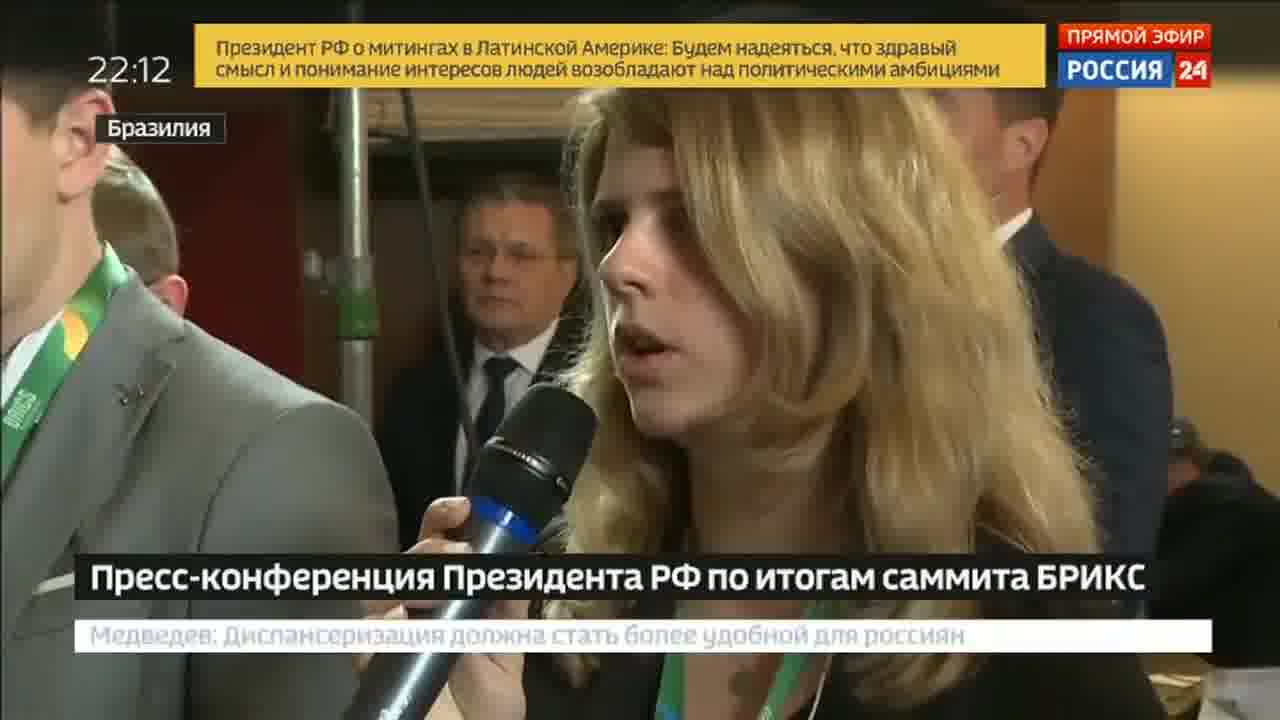 22:12
Президент РФ о митингах в Латинской Америке: Будем надеяться, что здравый
смысл и понимание интересов людей возобладают над политическими амбициями
ПРЯМОЙ ЭФИР
РОССИЯ 24
Бразилия
BRICS
Пресс-конференция Президента РФ по итогам саммита БРИКС
Медведев: Диспансеризация должна стать более удобной для россиян